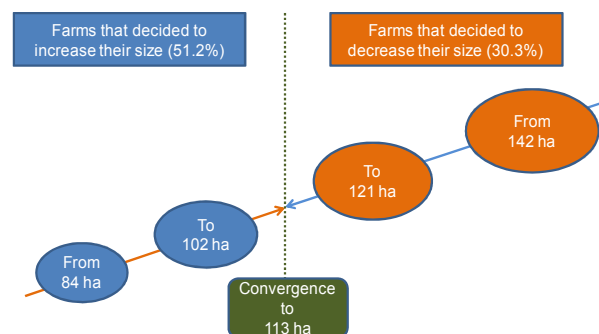 Farms that decided to
increase their size (51.2%)
Farms that decided to
decrease their size (30.3%)
From
142 ha
To
121 ha
To
102 ha
From
84 ha
Convergence
to
113 ha